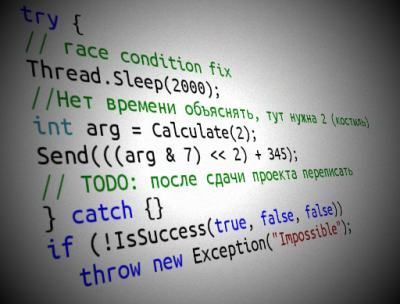 try {
// race condition fix
Thread.Sleep(2000);
//Нет времени объяснять, тут нужна 2 (костыль)
int arg = Calculate(2);
Send(((arg & 7) << 2) + 345);
// TODO: после сдачи проекта переписать
} catch {}
if (!IsSuccess(true, false, false))
throw new Exception("Impossible");